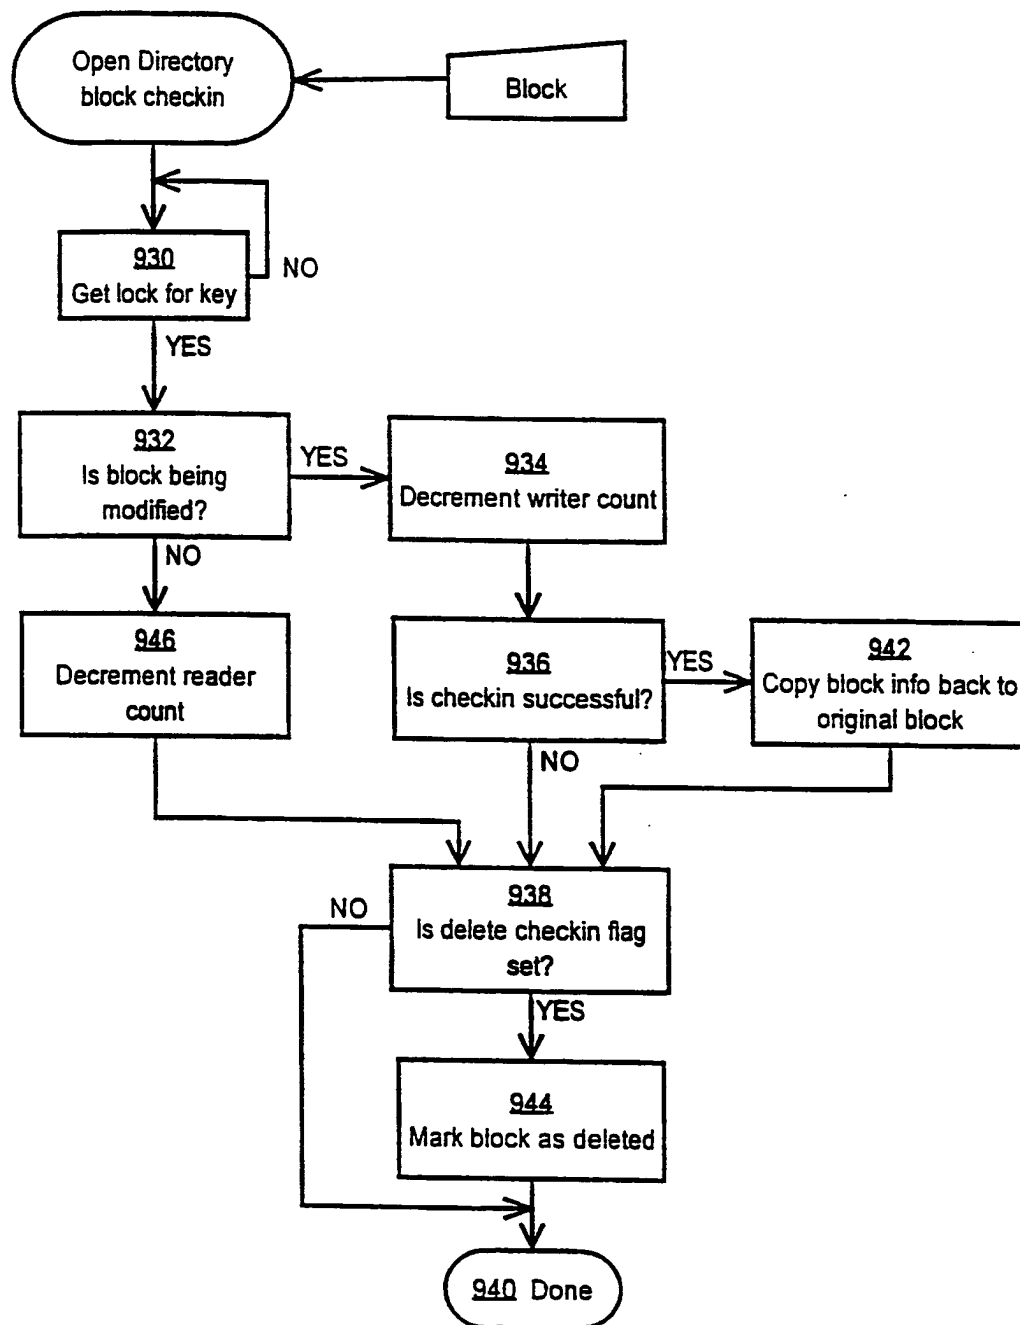 Open Directory
block checkin
Block
930
Get lock for key
NO
YES
932
Is block being
modified?
YES
934
Decrement writer count
NO
946
Decrement reader
count
936
Is checkin successful?
YES
942
Copy block info back to
original block
NO
938
Is delete checkin flag
set?
NO
YES
944
Mark block as deleted
940 Done